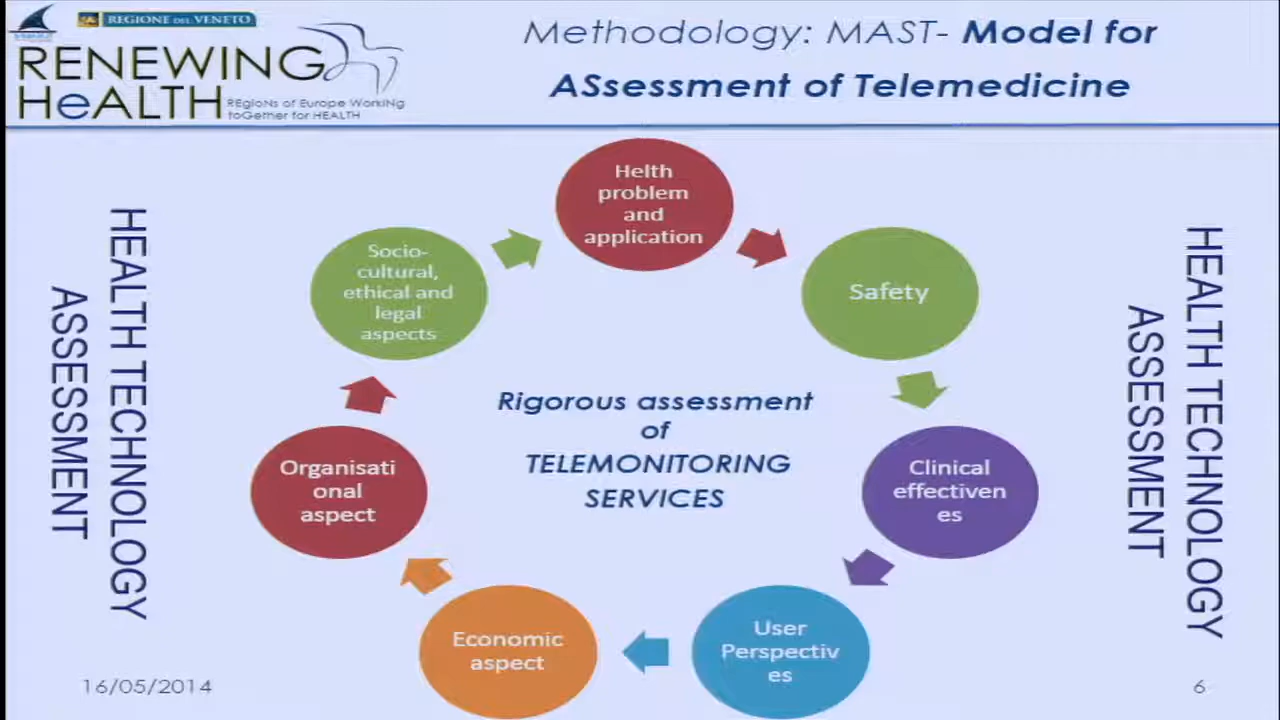 REGIONE DEL VENETO
RENEWING
HeALTH
REgioNs of Europe WorkiNg
toGether for HEALTH
Methodology: MAST- Model for
ASsessment of Telemedicine
HEALTH TECHNOLOGY
ASSESSMENT
Helth
problem
and
application
Safety
Clinical
effectiven
es
User
Perspectiv
es
Economic
aspect
Organisati
onal
aspect
Socio-
cultural,
ethical and
legal
aspects
Rigorous assessment
of
TELEMONITORING
SERVICES
HEALTH TECHNOLOGY
ASSESSMENT
16/05/2014
6